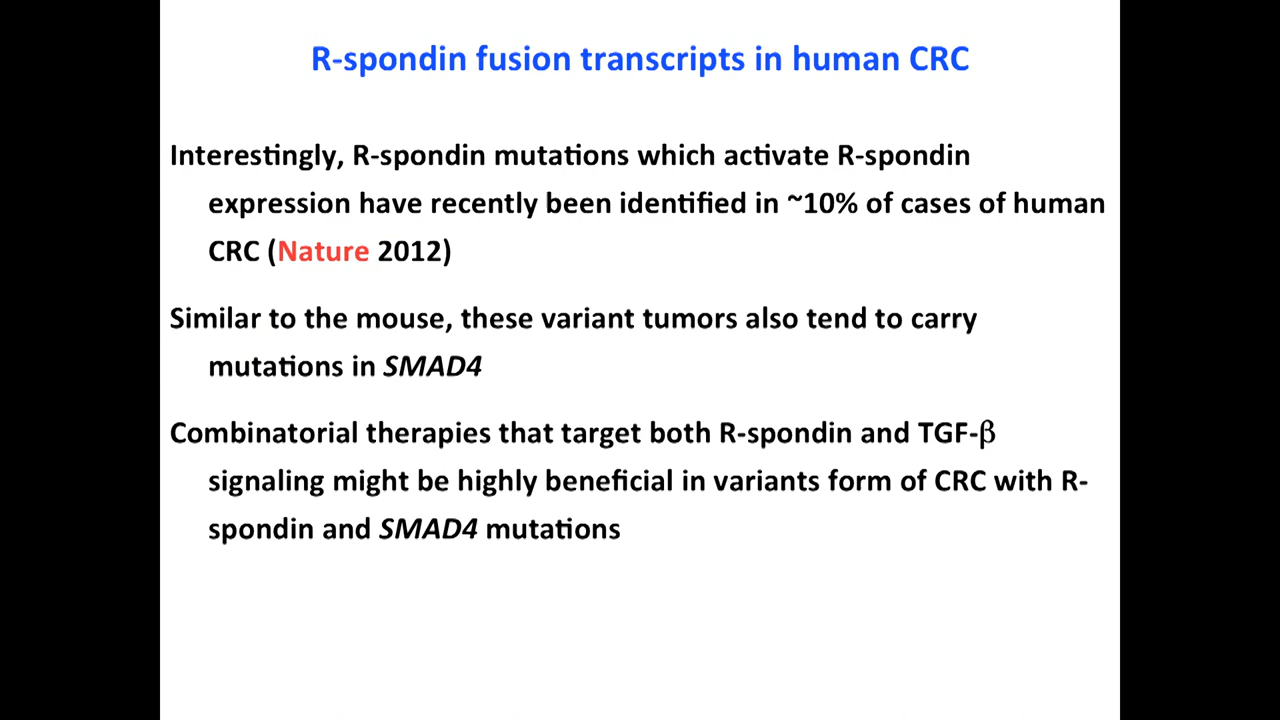 R-spondin fusion transcripts in human CRC
Interestingly, R-spondin mutations which activate R-spondin
expression have recently been identified in ~10% of cases of human
CRC (Nature 2012)
Similar to the mouse, these variant tumors also tend to carry
mutations in SMAD4
Combinatorial therapies that target both R-spondin and TGF-β
signaling might be highly beneficial in variants form of CRC with R-
spondin and SMAD4 mutations